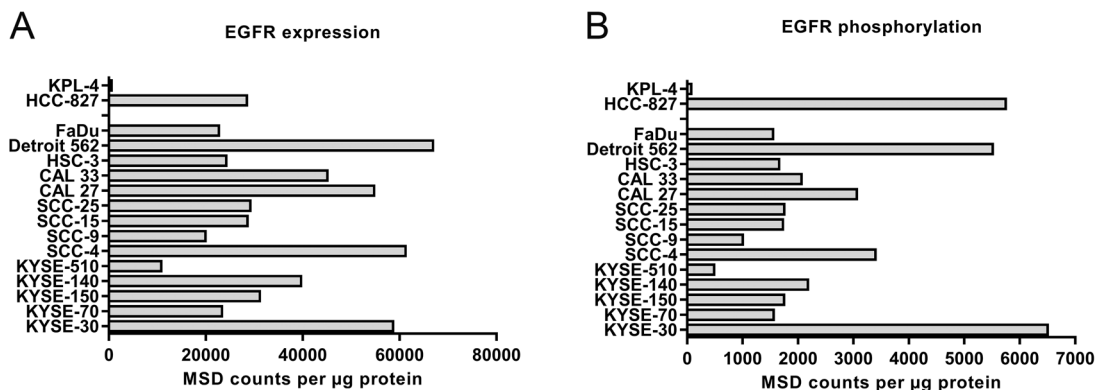 A
EGFR expression
KPL-4
HCC-827
FaDu
Detroit 562
HSC-3
CAL 33
CAL 27
SCC-25
SCC-15
SCC-9
SCC-4
KYSE-510
KYSE-140
KYSE-150
KYSE-70
KYSE-30
0 20000 40000 60000 80000
MSD counts per µg protein
B
EGFR phosphorylation
KPL-4
HCC-827
FaDu
Detroit 562
HSC-3
CAL 33
CAL 27
SCC-25
SCC-15
SCC-9
SCC-4
KYSE-510
KYSE-140
KYSE-150
KYSE-70
KYSE-30
0 1000 2000 3000 4000 5000 6000 7000
MSD counts per µg protein